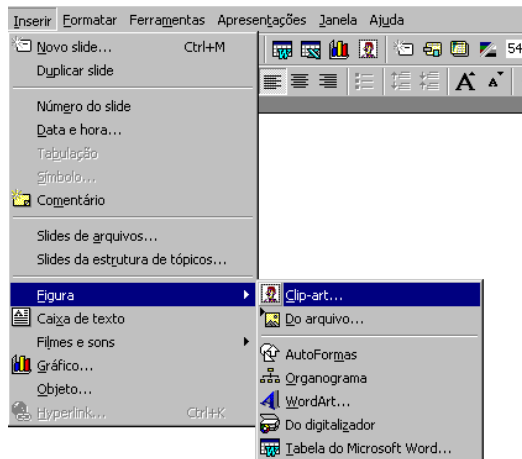 Inserir Formatar Ferramentas Apresentações Janela Ajuda
Novo slide... Ctrl+M
Duplicar slide
54
A A
Número do slide
Data e hora...
Tabulação
Símbolo...
Comentário
Slides de arquivos...
Slides da estrutura de tópicos...
Figura
Clip-art...
Caixa de texto
Do arquivo...
Filmes e sons
Gráfico...
AutoFormas
Objeto...
Organograma
Hyperlink... Ctrl+K
WordArt...
Do digitalizador
Tabela do Microsoft Word...